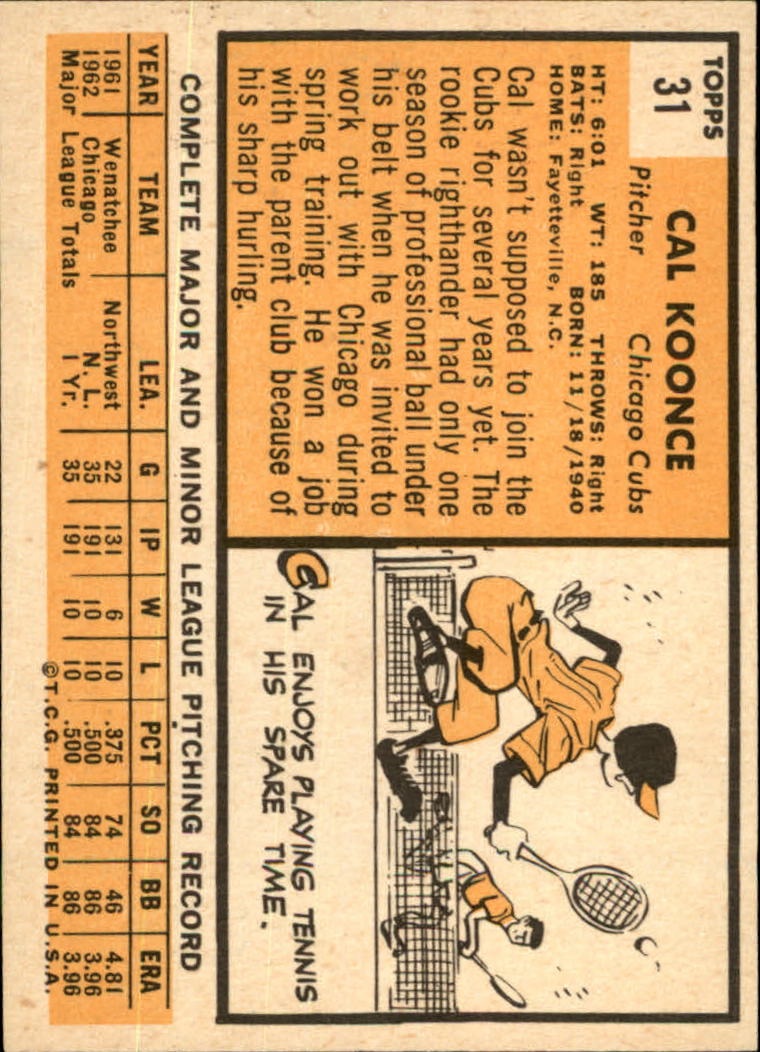 TOPPS
31
CAL KOONCE
Pitcher Chicago Cubs
HT: 6:01 WT: 185 THROWS: Right
BATS: Right BORN: 11/18/1940
HOME: Fayetteville, N.C.
Cal wasn't supposed to join the
Cubs for several years yet. The
rookie righthander had only one
season of professional ball under
his belt when he was invited to
work out with Chicago during
spring training. He won a job
with the parent club because of
his sharp hurling.
CAL ENJOYS PLAYING TENNIS
IN HIS SPARE TIME.
COMPLETE MAJOR AND MINOR LEAGUE PITCHING RECORD
YEAR TEAM LEA. G IP W L PCT SO BB ERA
1961 Wenatchee Northwest 22 131 6 10 .375 74 46 4.81
1962 Chicago N. L. 35 191 10 10 .500 84 86 3.96
Major League Totals 1 Yr. 35 191 10 10 .500 84 86 3.96
©T.C.G. PRINTED IN U.S.A.